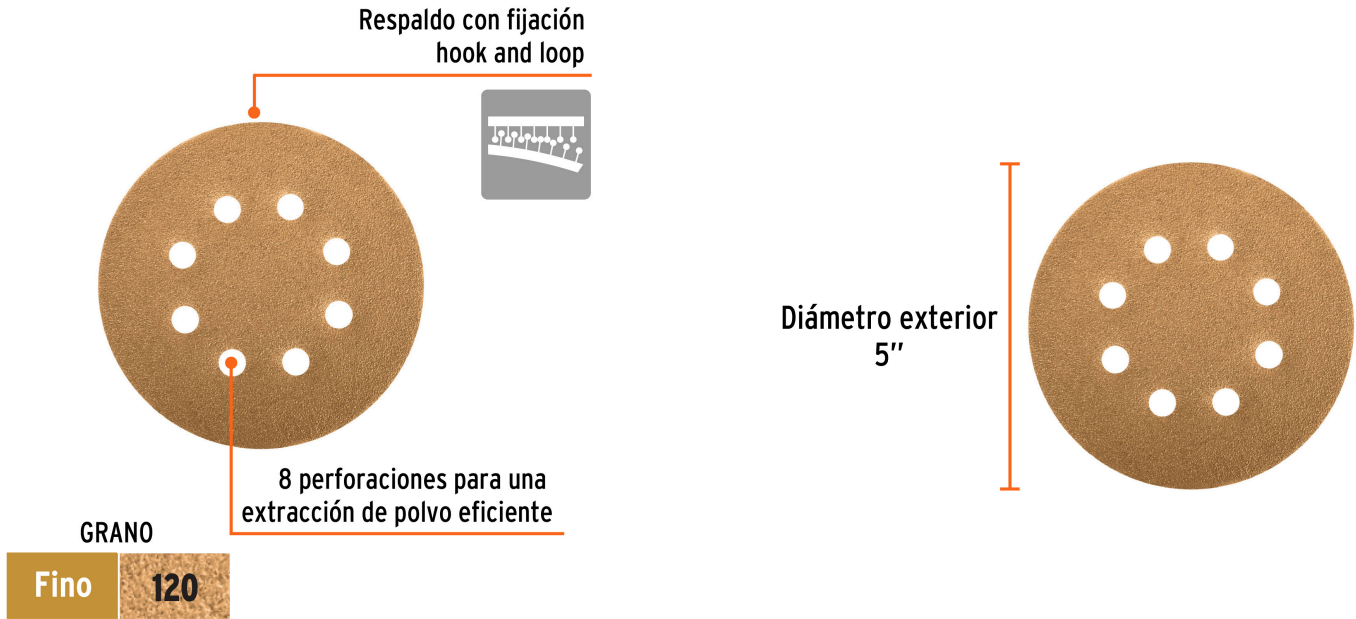 Respaldo con fijación
hook and loop
Diámetro exterior
5”
8 perforaciones para una
extracción de polvo eficiente
GRANO
Fino
120